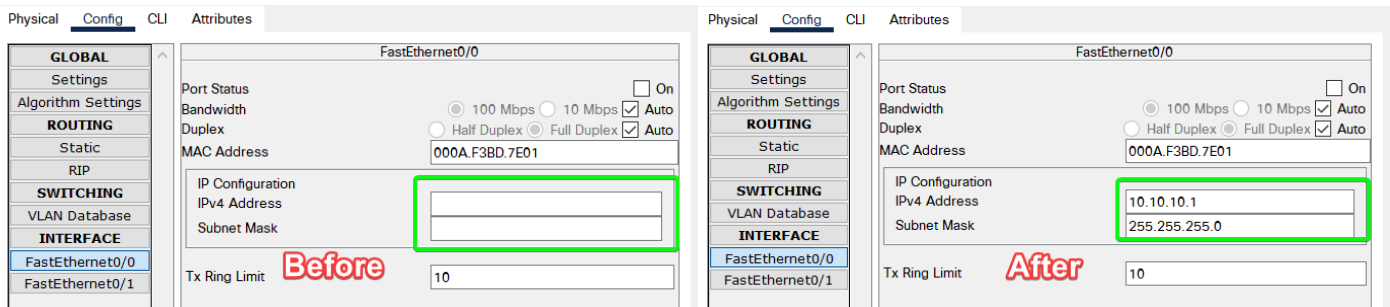 Physical Config CLI Attributes
GLOBAL
Settings
Algorithm Settings
ROUTING
Static
RIP
SWITCHING
VLAN Database
INTERFACE
FastEthernet0/0
FastEthernet0/1
FastEthernet0/0
Port Status On
Bandwidth 100 Mbps 10 Mbps Auto
Duplex Half Duplex Full Duplex Auto
MAC Address 000A.F3BD.7E01
IP Configuration
IPv4 Address
Subnet Mask
Before
Tx Ring Limit 10
Physical Config CLI Attributes
GLOBAL
Settings
Algorithm Settings
ROUTING
Static
RIP
SWITCHING
VLAN Database
INTERFACE
FastEthernet0/0
FastEthernet0/1
FastEthernet0/0
Port Status On
Bandwidth 100 Mbps 10 Mbps Auto
Duplex Half Duplex Full Duplex Auto
MAC Address 000A.F3BD.7E01
IP Configuration
IPv4 Address 10.10.10.1
Subnet Mask 255.255.255.0
After
Tx Ring Limit 10